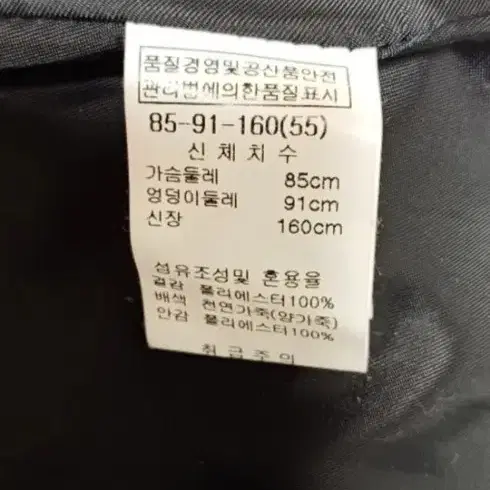 품질경영및공산품안전
관리법에의한품질표시
85-91-160(55)
신체치수
가슴둘레 85cm
엉덩이둘레 91cm
신장 160cm
섬유조성및 혼용율
겉감 폴리에스터100%
배색 천연가죽(양가죽)
안감 폴리에스터100%
취급주의